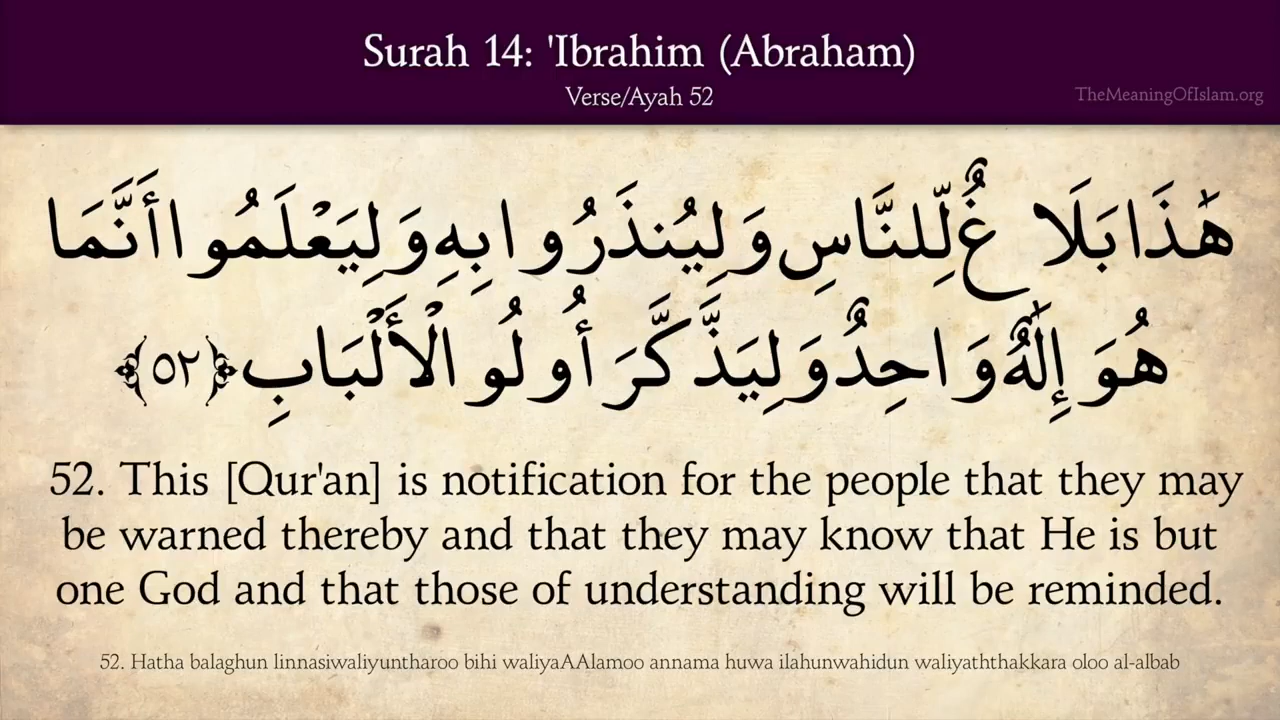 Surah 14: 'Ibrahim (Abraham)
Verse/Ayah 52
TheMeaningOfIslam.org
هَٰذَا بَلَاغٌ لِّلنَّاسِ وَلِيُنذَرُوا بِهِ وَلِيَعْلَمُوا أَنَّمَا
هُوَ إِلَٰهٌ وَاحِدٌ وَلِيَذَّكَّرَ أُولُو الْأَلْبَابِ ﴿٥٢﴾
52. This [Qur'an] is notification for the people that they may
be warned thereby and that they may know that He is but
one God and that those of understanding will be reminded.
52. Hatha balaghun linnasiwaliyuntharoo bihi waliyaAAlamoo annama huwa ilahunwahidun waliyaththakkara oloo al-albab